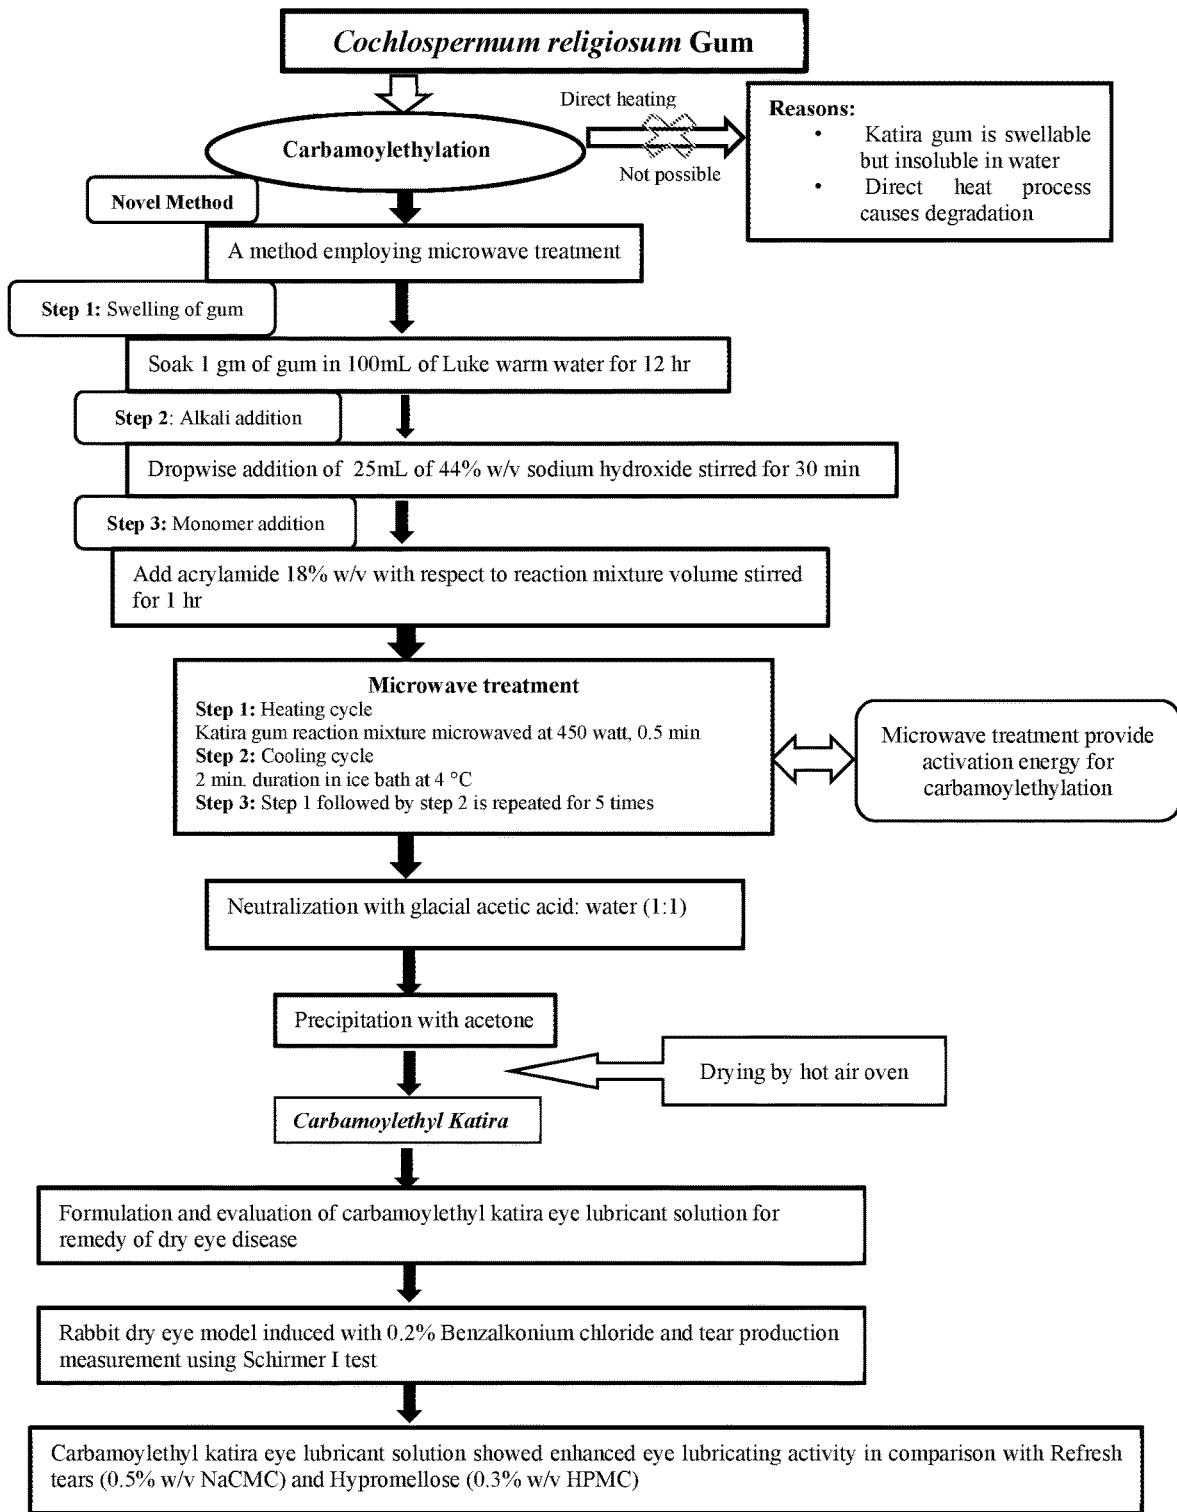 Cochlospermum religiosum Gum
Direct heating
Carbamoylethylation
Not possible
Reasons:
• Katira gum is swellable
but insoluble in water
• Direct heat process
causes degradation
Novel Method
A method employing microwave treatment
Step 1: Swelling of gum
Soak 1 gm of gum in 100mL of Luke warm water for 12 hr
Step 2: Alkali addition
Dropwise addition of 25mL of 44% w/v sodium hydroxide stirred for 30 min
Step 3: Monomer addition
Add acrylamide 18% w/v with respect to reaction mixture volume stirred
for 1 hr
Microwave treatment
Step 1: Heating cycle
Katira gum reaction mixture microwaved at 450 watt, 0.5 min
Step 2: Cooling cycle
2 min. duration in ice bath at 4 °C
Step 3: Step 1 followed by step 2 is repeated for 5 times
Microwave treatment provide
activation energy for
carbamoylethylation
Neutralization with glacial acetic acid: water (1:1)
Precipitation with acetone
Drying by hot air oven
Carbamoylethyl Katira
Formulation and evaluation of carbamoylethyl katira eye lubricant solution for
remedy of dry eye disease
Rabbit dry eye model induced with 0.2% Benzalkonium chloride and tear production
measurement using Schirmer I test
Carbamoylethyl katira eye lubricant solution showed enhanced eye lubricating activity in comparison with Refresh
tears (0.5% w/v NaCMC) and Hypromellose (0.3% w/v HPMC)